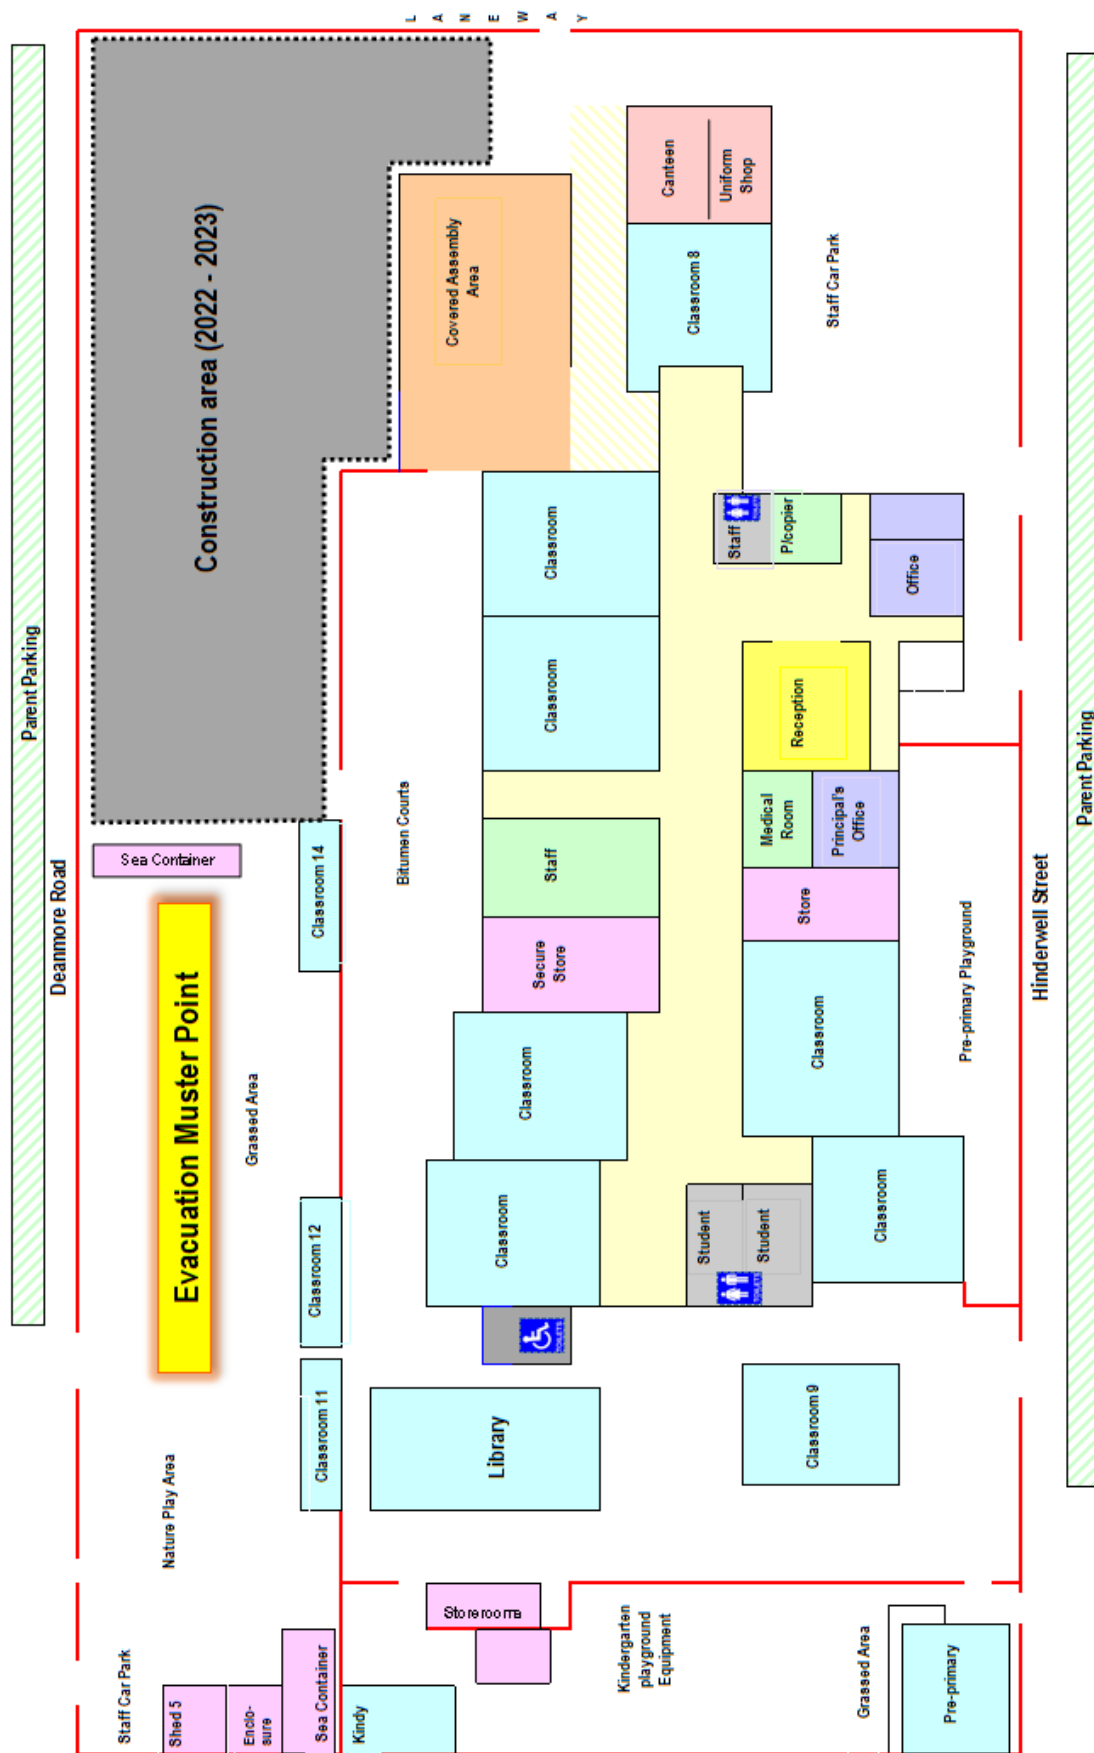 LANEWAY
Parent Parking
Deanmore Road
Construction area (2022 - 2023)
Covered Assembly
Area
Canteen
Uniform
Shop
Classroom 8
Staff Car Park
Classroom
Classroom
Staff
P/copier
Office
Reception
Bitumen Courts
Medical
Room
Principal's
Office
Sea Container
Classroom 14
Staff
Secure
Store
Store
Evacuation Muster Point
Grassed Area
Classroom
Classroom
Pre-primary Playground
Hinderwell Street
Parent Parking
Classroom 12
Classroom
Student
Student
Classroom
Classroom 11
Library
Classroom 9
Nature Play Area
Storerooms
Kindergarten
playground
Equipment
Grassed Area
Staff Car Park
Shed 5
Enclo-
sure
Sea Container
Kindy
Pre-primary